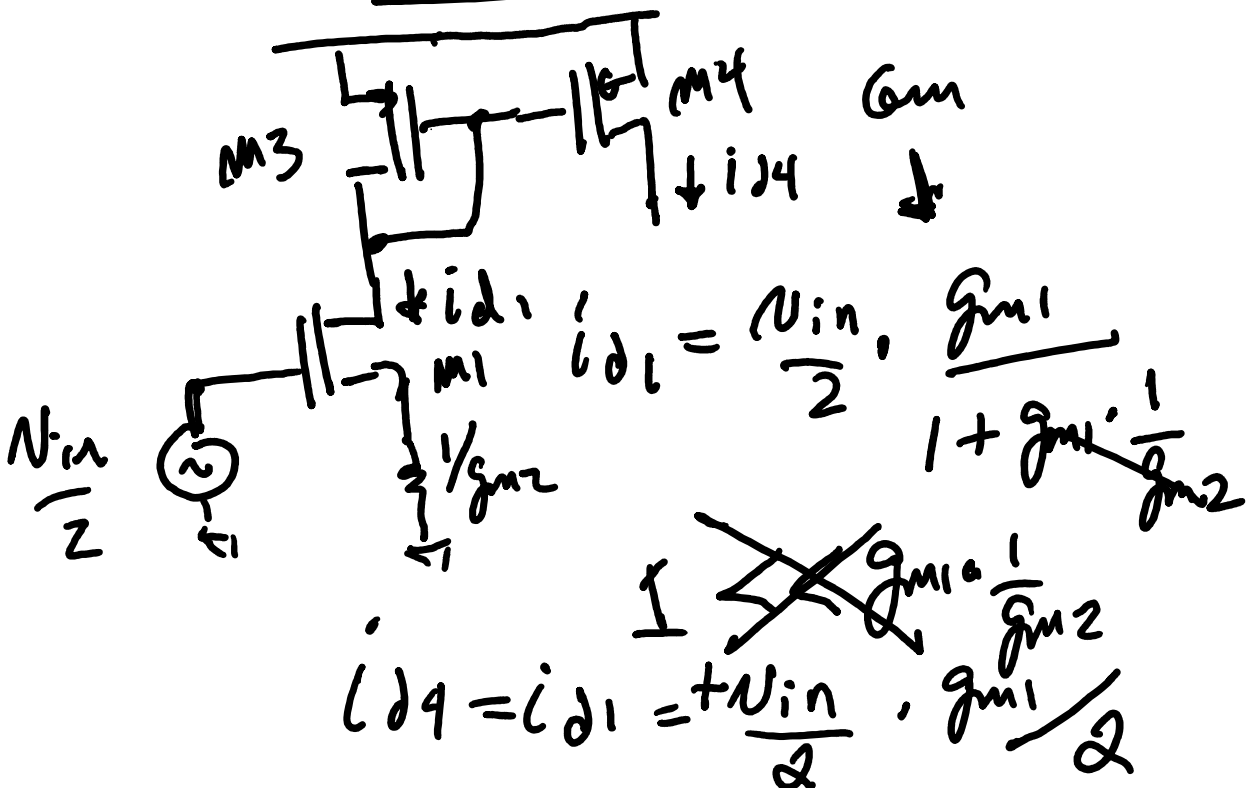 M4
Gm
M3
↓ id4
↓
↓ id1
M1
id1 = Vin/2 · gm1/(1 + gm1 · 1/gm2)
Vin/2
1/gm2
1 << gm1 · 1/gm2
id4 = id1 = +Vin/2 · gm1/2